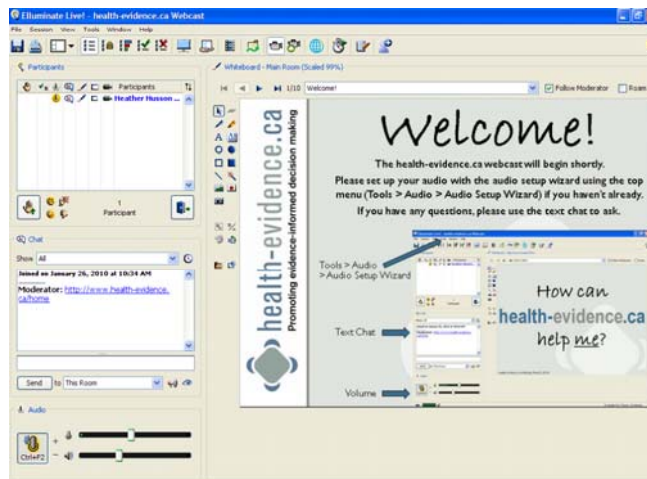 Elluminate Live! - health-evidence.ca Webcast
File Session View Tools Window Help
Participants
Participants
Heather Husson ...
1
Participant
Chat
Show All
Joined on January 26, 2010 at 10:34 AM
Moderator: http://www.health-evidence.
ca/home
Send to This Room
Audio
Ctrl+F2
Whiteboard - Main Room (Scaled 99%)
1/10 Welcome! Follow Moderator Roam
health-evidence.ca
Promoting evidence-informed decision making
Welcome!
The health-evidence.ca webcast will begin shortly.
Please set up your audio with the audio setup wizard using the top
menu (Tools > Audio > Audio Setup Wizard) if you haven't already.
If you have any questions, please use the text chat to ask.
Tools > Audio
> Audio Setup Wizard
Text Chat
Volume
How can
health-evidence.ca
help me?